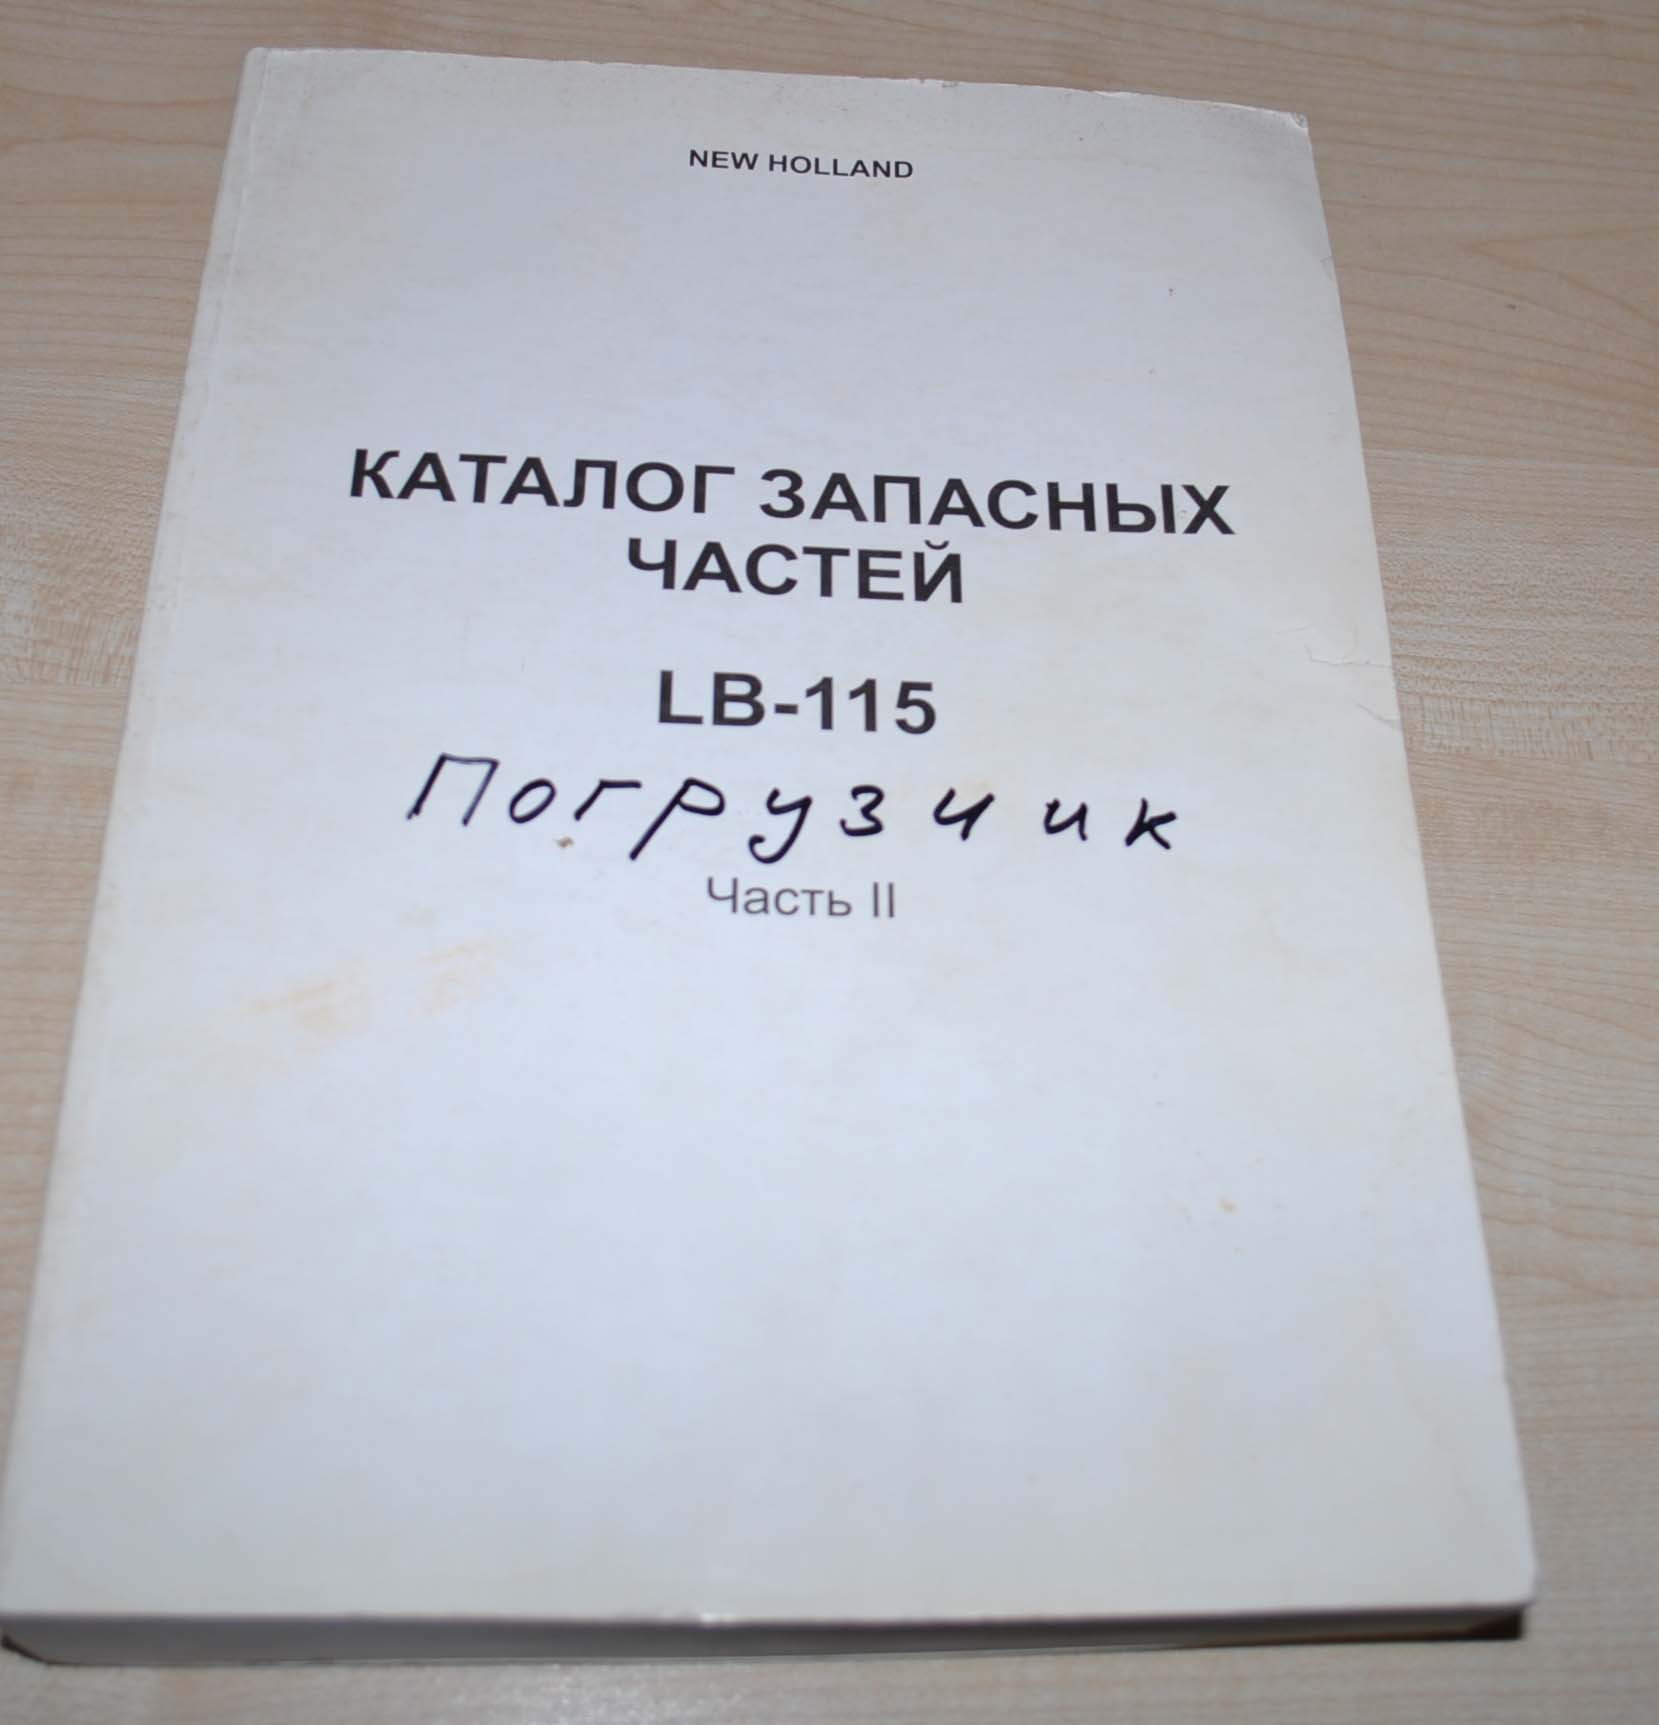 NEW HOLLAND
КАТАЛОГ ЗАПАСНЫХ
ЧАСТЕЙ
LB-115
Погрузчик
Часть II